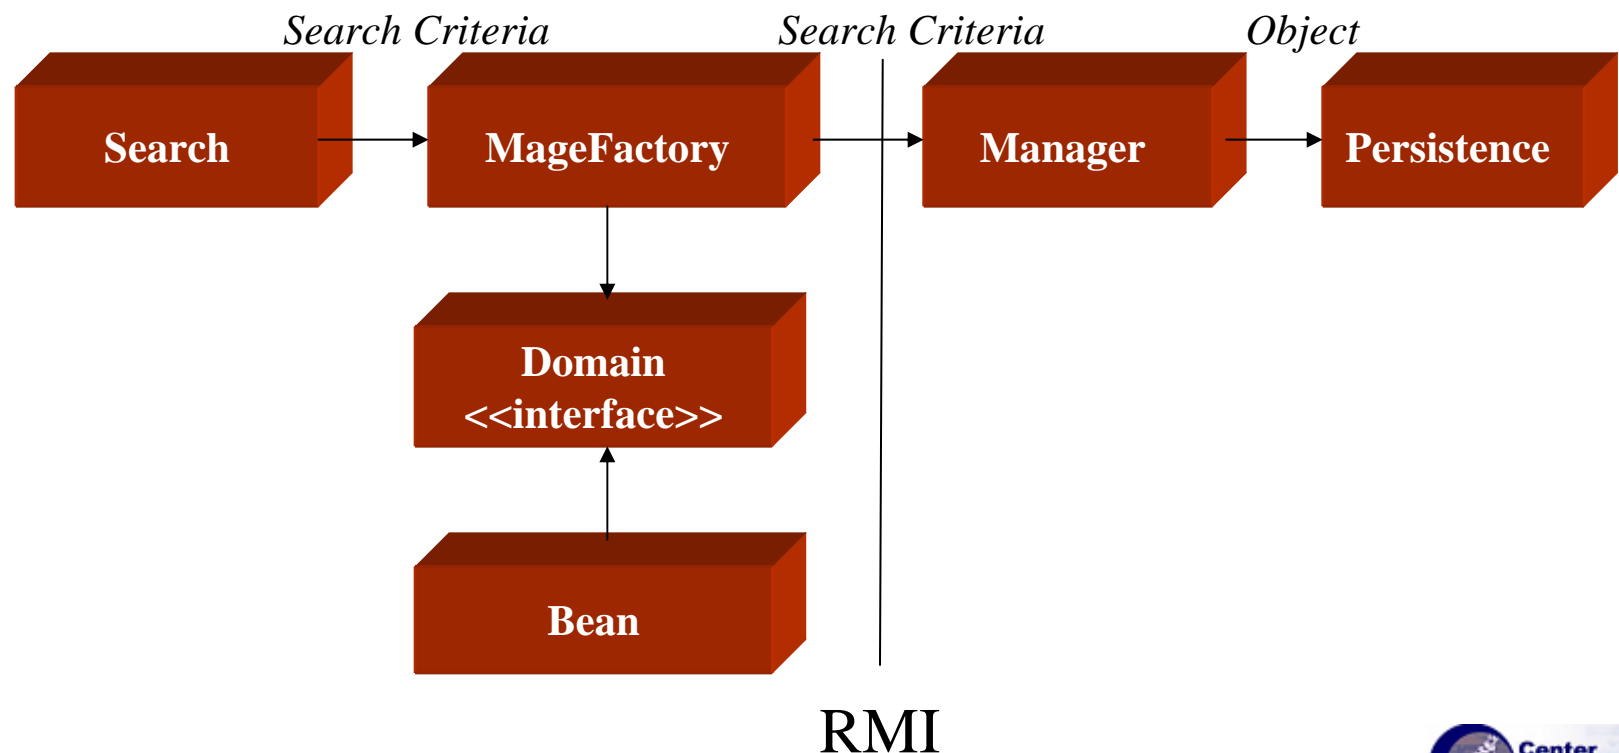 Search Criteria
Search Criteria
Object
Search
MageFactory
Manager
Persistence
Domain
<<interface>>
Bean
RMI
Center